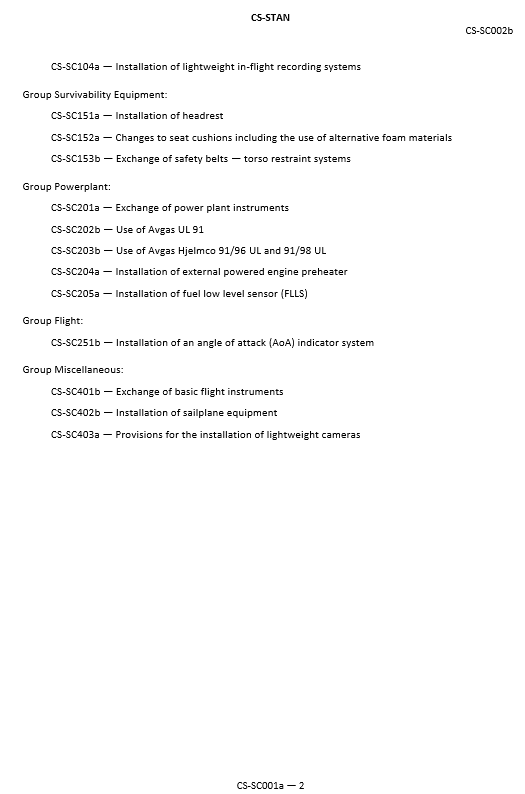 CS-STAN
CS-SC002b
CS-SC104a — Installation of lightweight in-flight recording systems
Group Survivability Equipment:
CS-SC151a — Installation of headrest
CS-SC152a — Changes to seat cushions including the use of alternative foam materials
CS-SC153b — Exchange of safety belts — torso restraint systems
Group Powerplant:
CS-SC201a — Exchange of power plant instruments
CS-SC202b — Use of Avgas UL 91
CS-SC203b — Use of Avgas Hjelmco 91/96 UL and 91/98 UL
CS-SC204a — Installation of external powered engine preheater
CS-SC205a — Installation of fuel low level sensor (FLLS)
Group Flight:
CS-SC251b — Installation of an angle of attack (AoA) indicator system
Group Miscellaneous:
CS-SC401b — Exchange of basic flight instruments
CS-SC402b — Installation of sailplane equipment
CS-SC403a — Provisions for the installation of lightweight cameras
CS-SC001a — 2